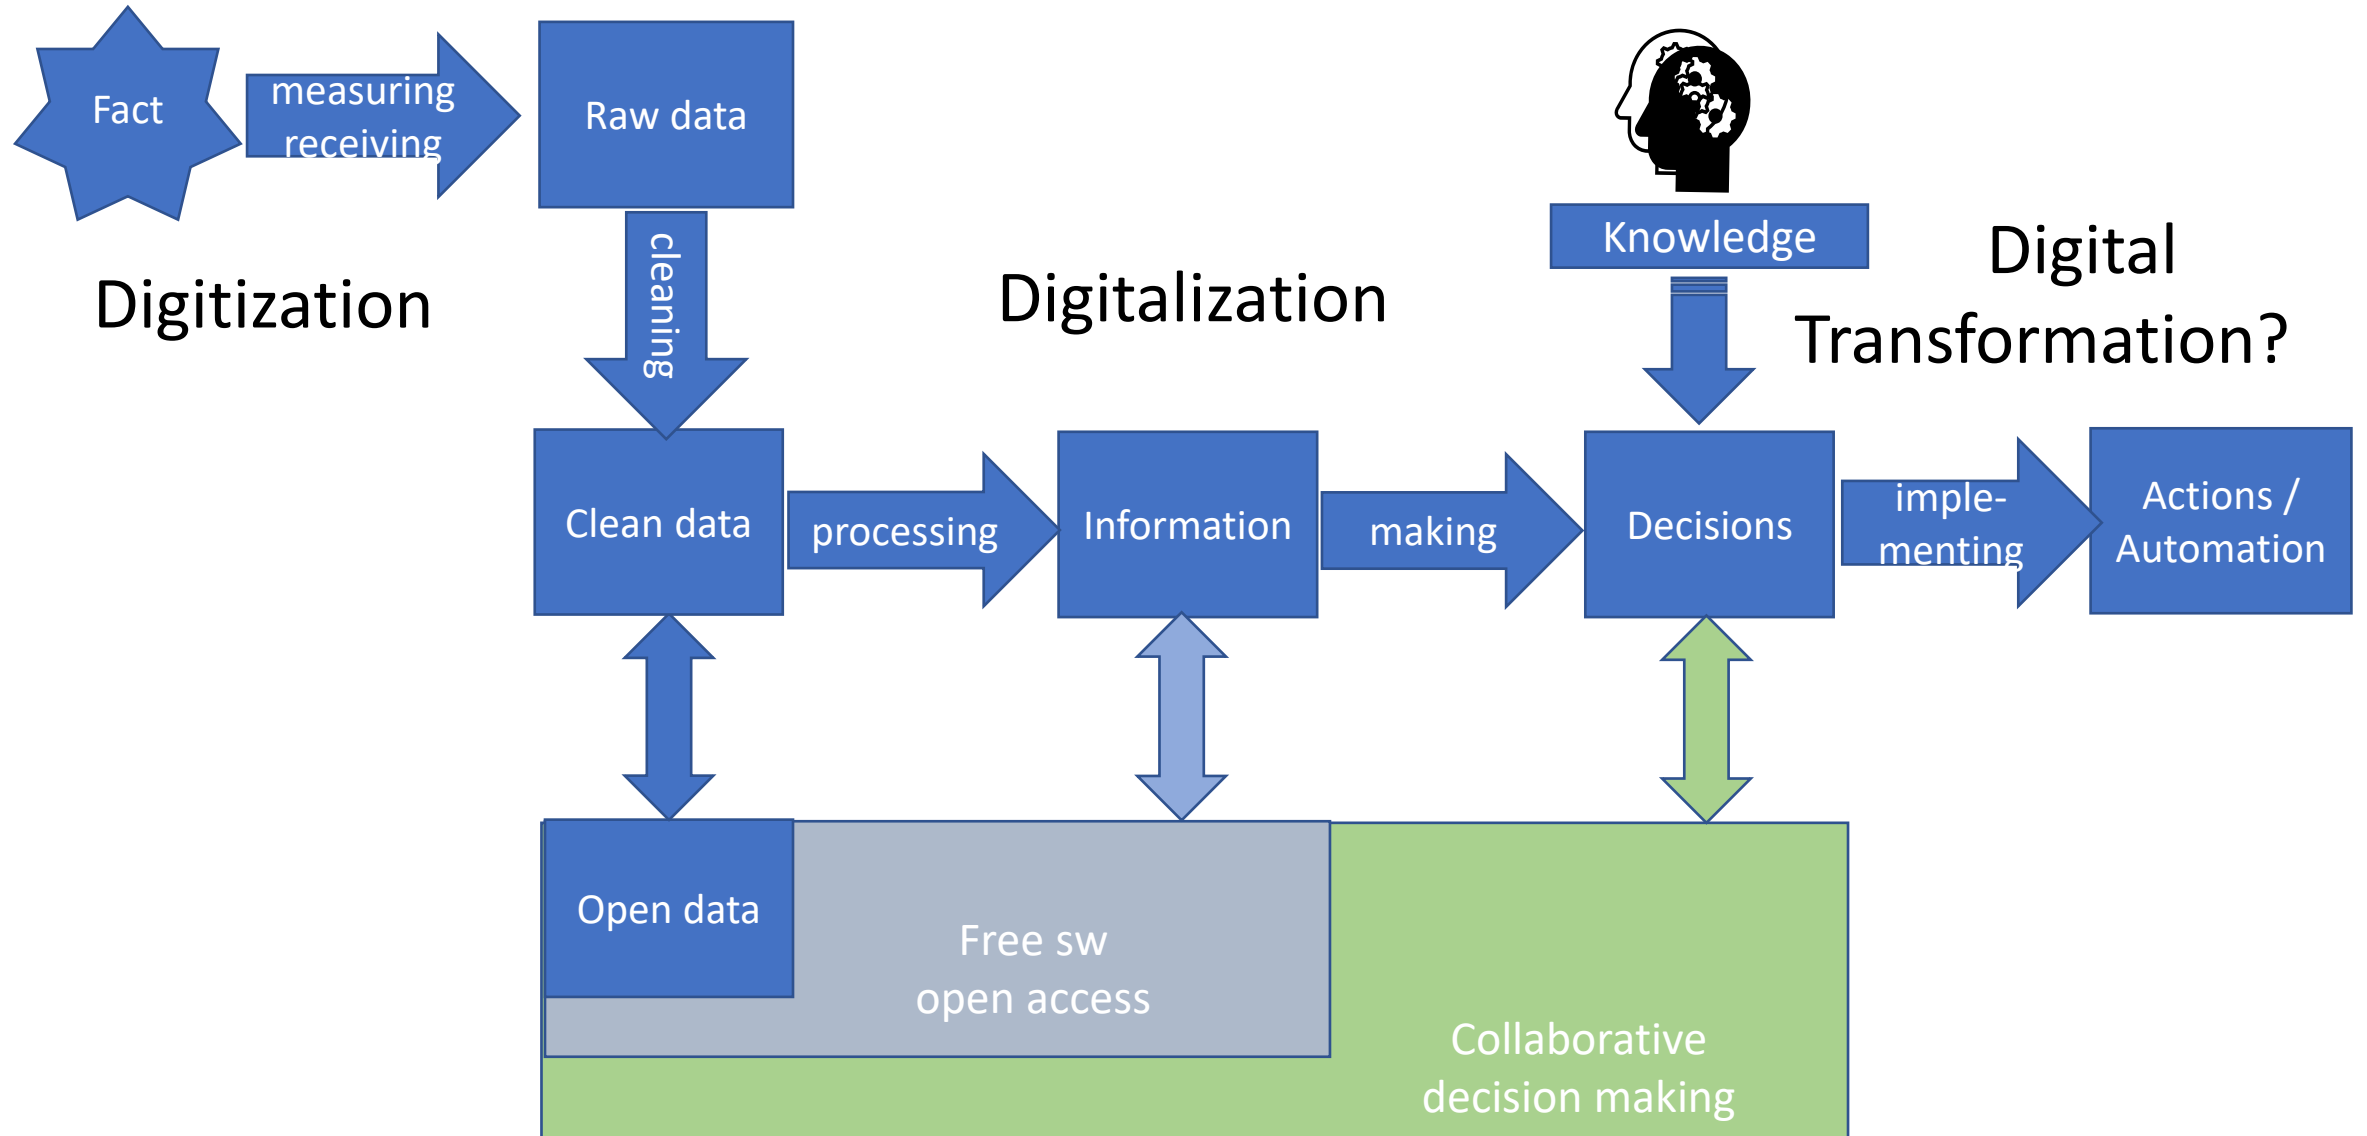 Fact
measuring
receiving
Raw data
cleaning
Knowledge
Digitization
Digitalization
Digital
Transformation?
Clean data
processing
Information
making
Decisions
imple-
menting
Actions /
Automation
Open data
Free sw
open access
Collaborative
decision making